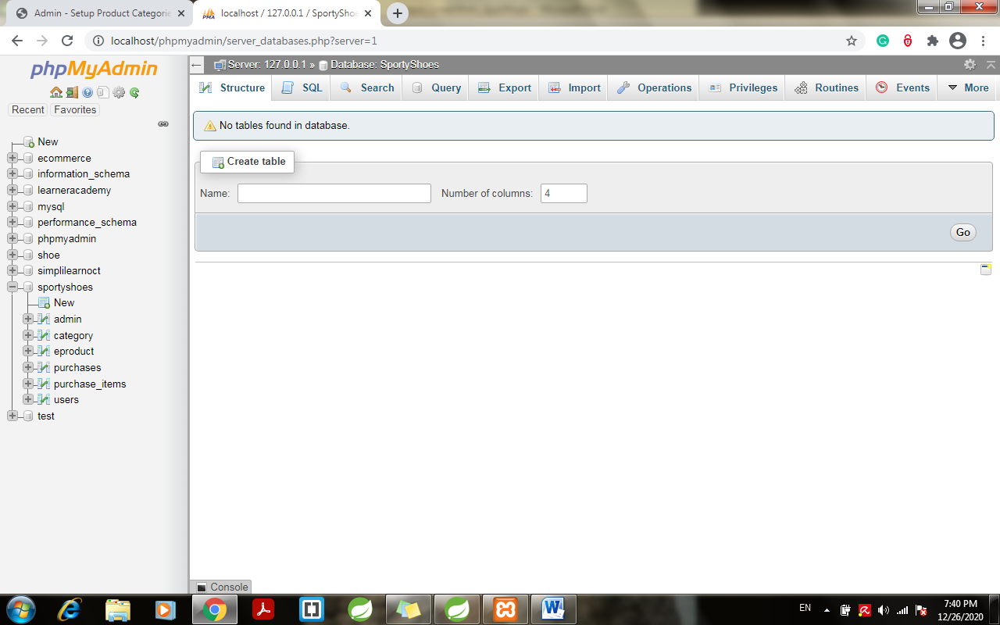 Admin - Setup Product Categorie
localhost / 127.0.0.1 / SportySho
localhost/phpmyadmin/server_databases.php?server=1
phpMyAdmin
Recent Favorites
New
ecommerce
information_schema
learneracademy
mysql
performance_schema
phpmyadmin
shoe
simplilearnoct
sportyshoes
New
admin
category
eproduct
purchases
purchase_items
users
test
Server: 127.0.0.1 » Database: SportyShoes
Structure SQL Search Query Export Import Operations Privileges Routines Events More
No tables found in database.
Create table
Name: Number of columns: 4
Go
Console
EN
7:40 PM
12/26/2020